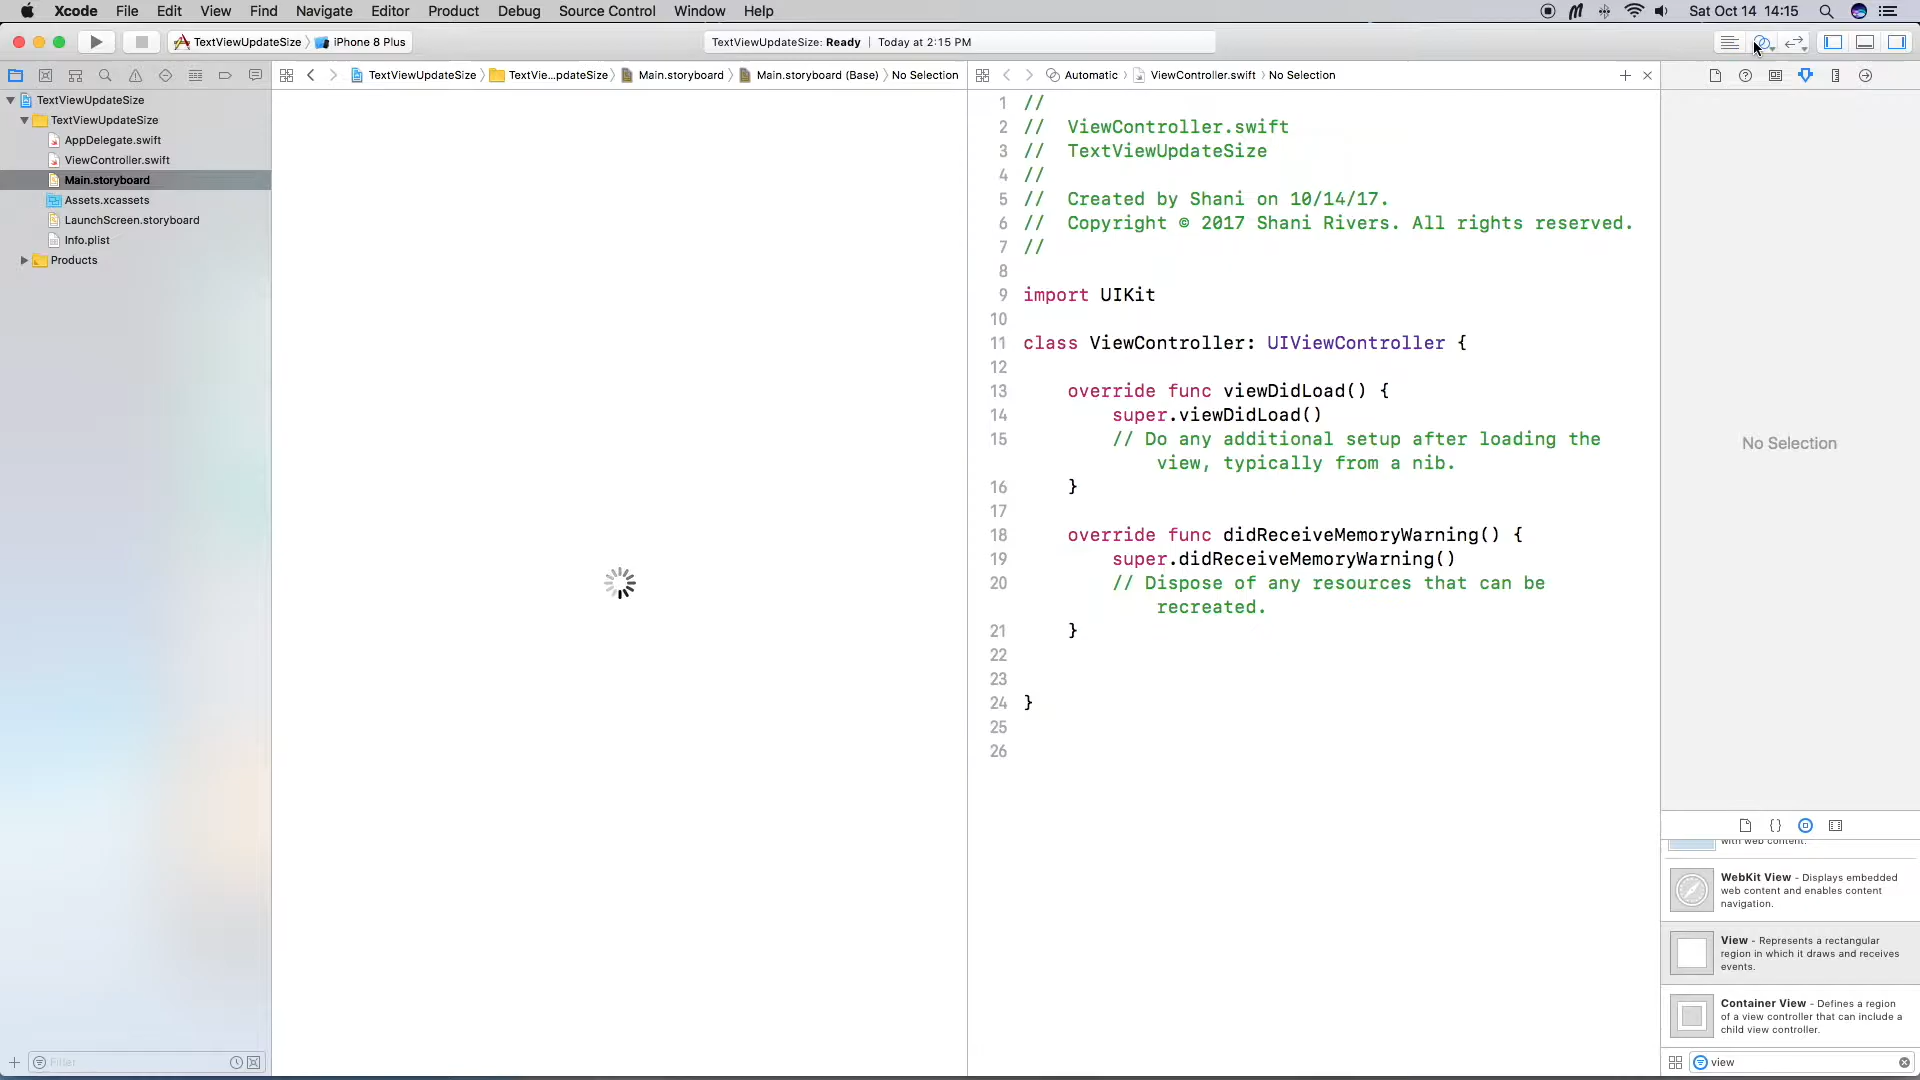 Xcode File Edit View Find Navigate Editor Product Debug Source Control Window Help Sat Oct 14 14:15
TextViewUpdateSize iPhone 8 Plus TextViewUpdateSize: Ready | Today at 2:15 PM
TextViewUpdateSize TextVie...pdateSize Main.storyboard Main.storyboard (Base) No Selection Automatic ViewController.swift No Selection
TextViewUpdateSize
TextViewUpdateSize
AppDelegate.swift
ViewController.swift
Main.storyboard
Assets.xcassets
LaunchScreen.storyboard
Info.plist
Products
Filter
1 //
2 // ViewController.swift
3 // TextViewUpdateSize
4 //
5 // Created by Shani on 10/14/17.
6 // Copyright © 2017 Shani Rivers. All rights reserved.
7 //
8
9 import UIKit
10
11 class ViewController: UIViewController {
12
13 override func viewDidLoad() {
14 super.viewDidLoad()
15 // Do any additional setup after loading the
view, typically from a nib.
16 }
17
18 override func didReceiveMemoryWarning() {
19 super.didReceiveMemoryWarning()
20 // Dispose of any resources that can be
recreated.
21 }
22
23
24 }
25
26
No Selection
with web content.
WebKit View - Displays embedded
web content and enables content
navigation.
View - Represents a rectangular
region in which it draws and receives
events.
Container View - Defines a region
of a view controller that can include a
child view controller.
view